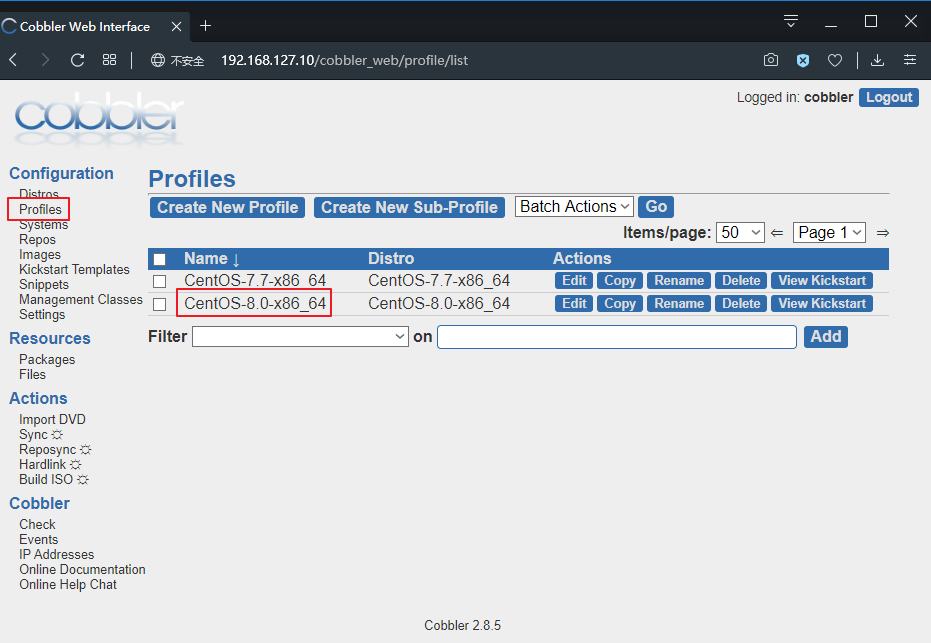 Cobbler Web Interface
不安全 192.168.127.10/cobbler_web/profile/list
cobbler
Logged in: cobbler Logout
Configuration
Distros
Profiles
Systems
Repos
Images
Kickstart Templates
Snippets
Management Classes
Settings
Resources
Packages
Files
Actions
Import DVD
Sync
Reposync
Hardlink
Build ISO
Cobbler
Check
Events
IP Addresses
Online Documentation
Online Help Chat
Profiles
Create New Profile Create New Sub-Profile Batch Actions Go
Items/page: 50 ⇐ Page 1 ⇒
Name ↓ Distro Actions
CentOS-7.7-x86_64 CentOS-7.7-x86_64 Edit Copy Rename Delete View Kickstart
CentOS-8.0-x86_64 CentOS-8.0-x86_64 Edit Copy Rename Delete View Kickstart
Filter on Add
Cobbler 2.8.5